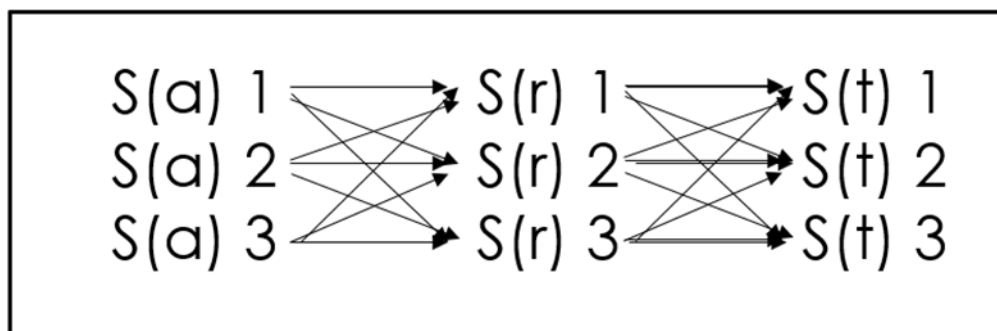 S(a) 1 S(r) 1 S(t) 1
S(a) 2 S(r) 2 S(t) 2
S(a) 3 S(r) 3 S(t) 3